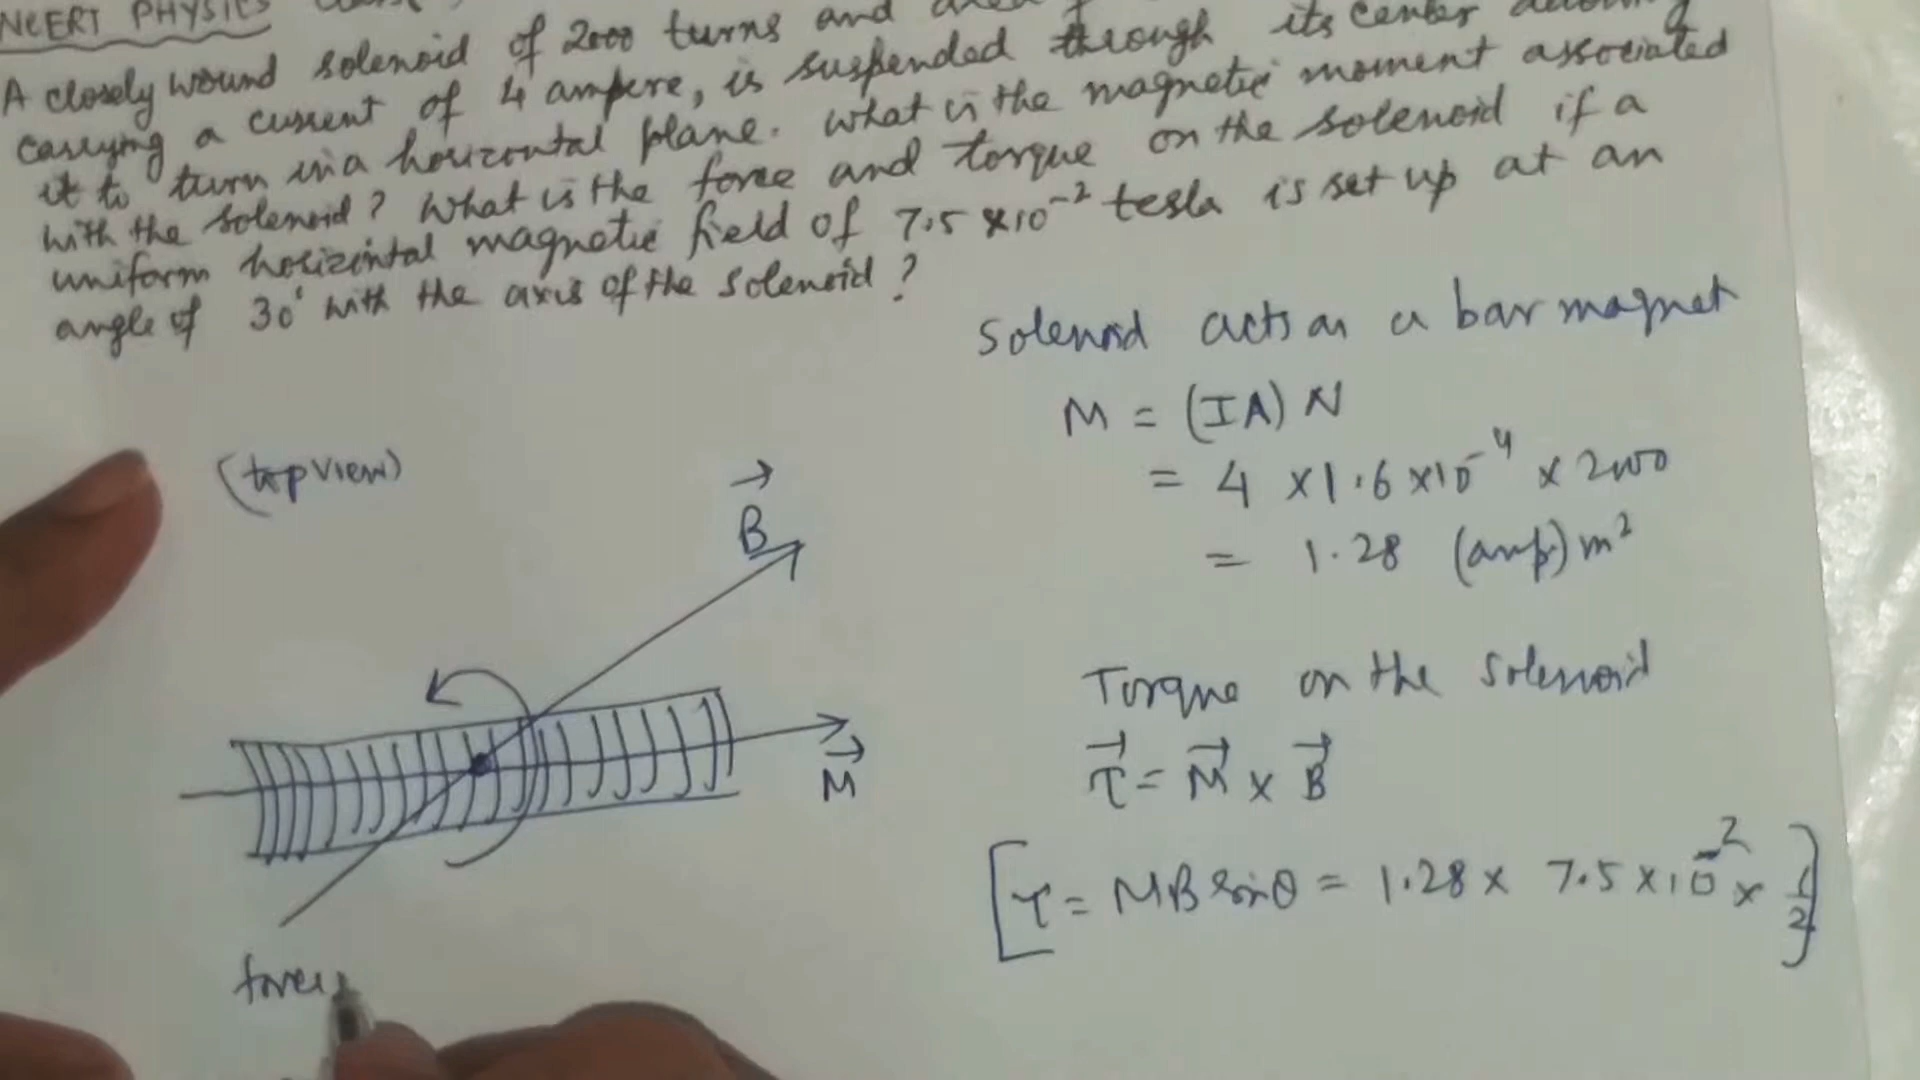 NCERT PHYSICS
A closely wound solenoid of 2000 turns and area
carrying a current of 4 ampere, is suspended through its center allowing
it to turn in a horizontal plane. What is the magnetic moment associated
with the solenoid? What is the force and torque on the solenoid if a
uniform horizontal magnetic field of 7.5 × 10⁻² tesla is set up at an
angle of 30° with the axis of the solenoid?
Solenoid acts as a bar magnet
M = (IA) N
= 4 × 1.6 × 10⁻⁴ × 2000
= 1.28 (amp) m²
(top view)
B⃗
M⃗
Torque on the solenoid
τ⃗ = M⃗ × B⃗
[τ = MB sinθ = 1.28 × 7.5 × 10⁻² × 1/2]
force